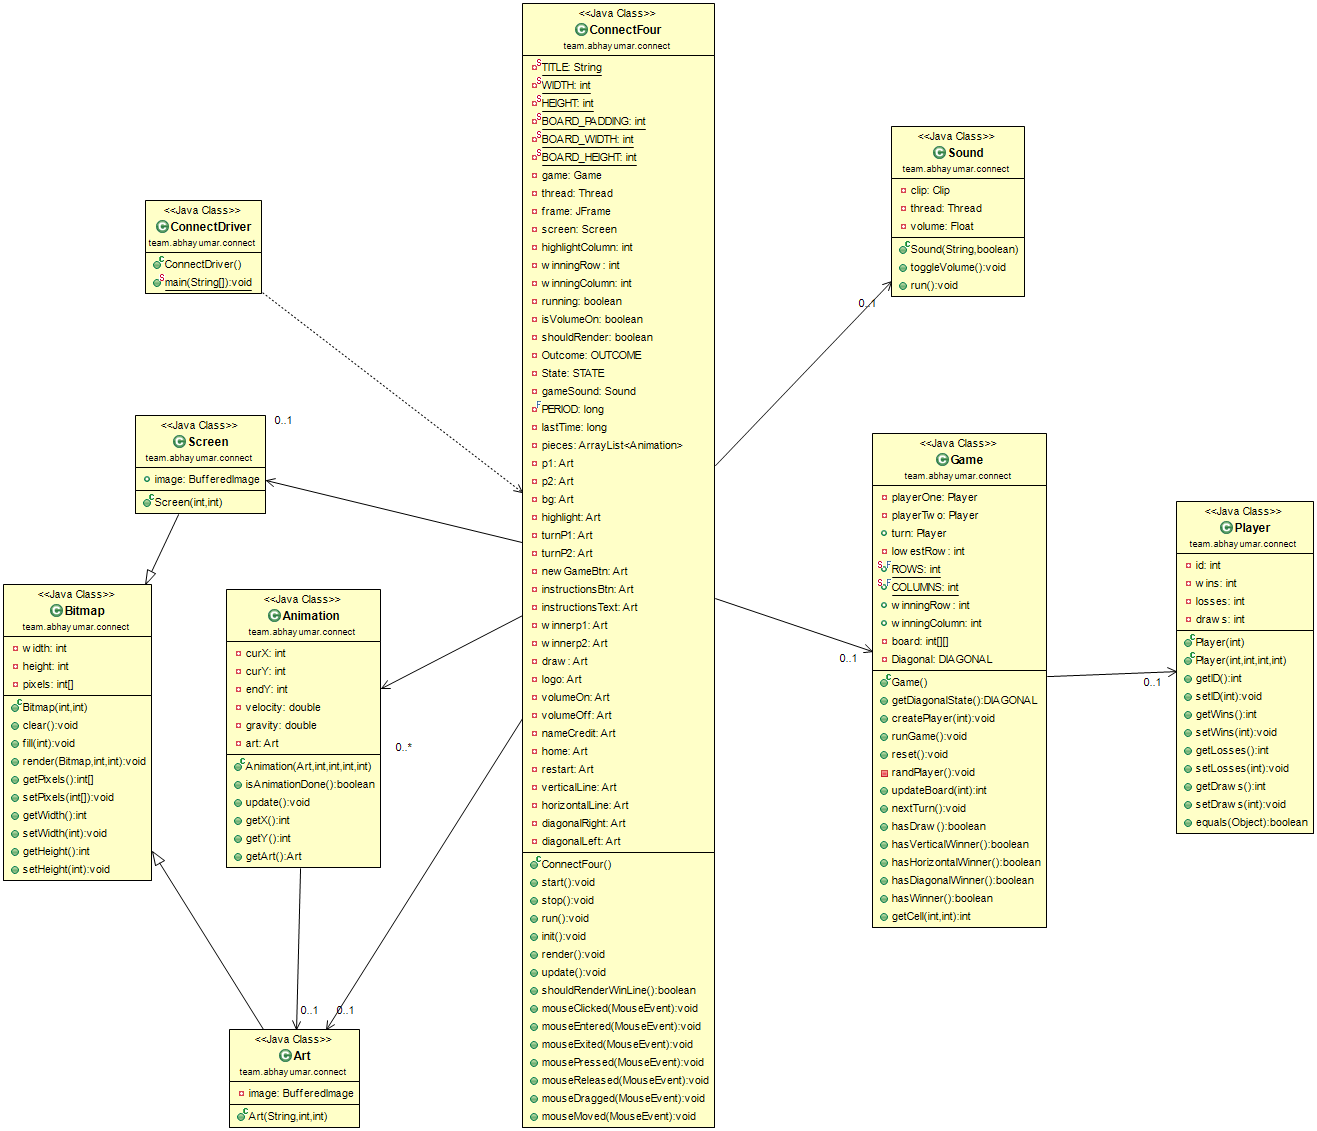 <<Java Class>>
ConnectFour
team.abhayumar.connect
TITLE: String
WIDTH: int
HEIGHT: int
BOARD_PADDING: int
BOARD_WIDTH: int
BOARD_HEIGHT: int
game: Game
thread: Thread
frame: JFrame
screen: Screen
highlightColumn: int
winningRow: int
winningColumn: int
running: boolean
isVolumeOn: boolean
shouldRender: boolean
Outcome: OUTCOME
State: STATE
gameSound: Sound
PERIOD: long
lastTime: long
pieces: ArrayList<Animation>
p1: Art
p2: Art
bg: Art
highlight: Art
turnP1: Art
turnP2: Art
newGameBtn: Art
instructionsBtn: Art
instructionsText: Art
winnerp1: Art
winnerp2: Art
draw: Art
logo: Art
volumeOn: Art
volumeOff: Art
nameCredit: Art
home: Art
restart: Art
verticalLine: Art
horizontalLine: Art
diagonalRight: Art
diagonalLeft: Art
ConnectFour()
start():void
stop():void
run():void
init():void
render():void
update():void
shouldRenderWinLine():boolean
mouseClicked(MouseEvent):void
mouseEntered(MouseEvent):void
mouseExited(MouseEvent):void
mousePressed(MouseEvent):void
mouseReleased(MouseEvent):void
mouseDragged(MouseEvent):void
mouseMoved(MouseEvent):void
<<Java Class>>
Sound
team.abhayumar.connect
clip: Clip
thread: Thread
volume: Float
Sound(String,boolean)
toggleVolume():void
run():void
0..1
<<Java Class>>
ConnectDriver
team.abhayumar.connect
ConnectDriver()
main(String[]):void
<<Java Class>>
Screen
team.abhayumar.connect
image: BufferedImage
Screen(int,int)
0..1
<<Java Class>>
Game
team.abhayumar.connect
playerOne: Player
playerTwo: Player
turn: Player
lowestRow: int
ROWS: int
COLUMNS: int
winningRow: int
winningColumn: int
board: int[][]
Diagonal: DIAGONAL
Game()
getDiagonalState():DIAGONAL
createPlayer(int):void
runGame():void
reset():void
randPlayer():void
updateBoard(int):int
nextTurn():void
hasDraw():boolean
hasVerticalWinner():boolean
hasHorizontalWinner():boolean
hasDiagonalWinner():boolean
hasWinner():boolean
getCell(int,int):int
0..1
<<Java Class>>
Player
team.abhayumar.connect
id: int
wins: int
losses: int
draws: int
Player(int)
Player(int,int,int,int)
getID():int
setID(int):void
getWins():int
setWins(int):void
getLosses():int
setLosses(int):void
getDraws():int
setDraws(int):void
equals(Object):boolean
0..1
<<Java Class>>
Bitmap
team.abhayumar.connect
width: int
height: int
pixels: int[]
Bitmap(int,int)
clear():void
fill(int):void
render(Bitmap,int,int):void
getPixels():int[]
setPixels(int[]):void
getWidth():int
setWidth(int):void
getHeight():int
setHeight(int):void
<<Java Class>>
Animation
team.abhayumar.connect
curX: int
curY: int
endY: int
velocity: double
gravity: double
art: Art
Animation(Art,int,int,int,int)
isAnimationDone():boolean
update():void
getX():int
getY():int
getArt():Art
0..*
0..1
0..1
<<Java Class>>
Art
team.abhayumar.connect
image: BufferedImage
Art(String,int,int)